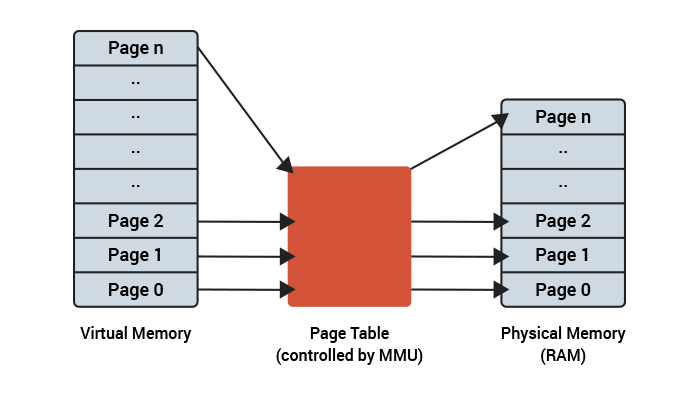 Page n
..
..
..
..
Page 2
Page 1
Page 0
Virtual Memory
Page Table
(controlled by MMU)
Page n
..
..
Page 2
Page 1
Page 0
Physical Memory
(RAM)